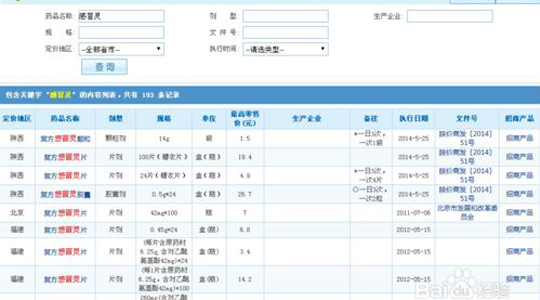 药品名称: 感冒灵 剂 型: 生产企业:
规 格: 文 件 号:
定价地区: --全部省市-- 执行时间: --请选择类型--
查 询
包含关键字 "感冒灵" 的内容列表, 共有 193 条记录
定价地区 药品名称 剂型 规格 单位 最高零售价(元) 生产企业 备注 执行日期 文件号 招商产品
陕西 复方感冒灵颗粒 颗粒剂 14g 袋 1.5 *一日3次，一次1袋 2014-5-25 陕价商发【2014】51号 招商产品
陕西 复方感冒灵片 片剂 100片(糖衣片) 盒(瓶) 19.4 2014-5-25 陕价商发【2014】51号 招商产品
陕西 复方感冒灵片 片剂 24片(糖衣片) 盒(瓶) 4.9 *一日3次，一次4片 2014-5-25 陕价商发【2014】51号 招商产品
陕西 复方感冒灵胶囊 胶囊剂 0.5g*24 盒(瓶) 26.7 ○一日3次，一次2粒 2014-5-25 陕价商发【2014】51号 招商产品
北京 复方感冒灵片 片剂 42mg*100 瓶 7 2011-07-06 北京市发展和改革委员会 招商产品
福建 复方感冒灵片 片剂 0.45g*24 盒(瓶) 6.8 2012-05-15 招商产品
福建 复方感冒灵片 片剂 (每片含原药材6.25g,含对乙酰氨基酚42mg)*24 盒(瓶) 3.4 2012-05-15 招商产品
福建 复方感冒灵片 片剂 (每1片含原药材6.25g,含对乙酰氨基酚42mg)*100 盒(瓶) 14.2 2012-05-15 招商产品
Baidu经验